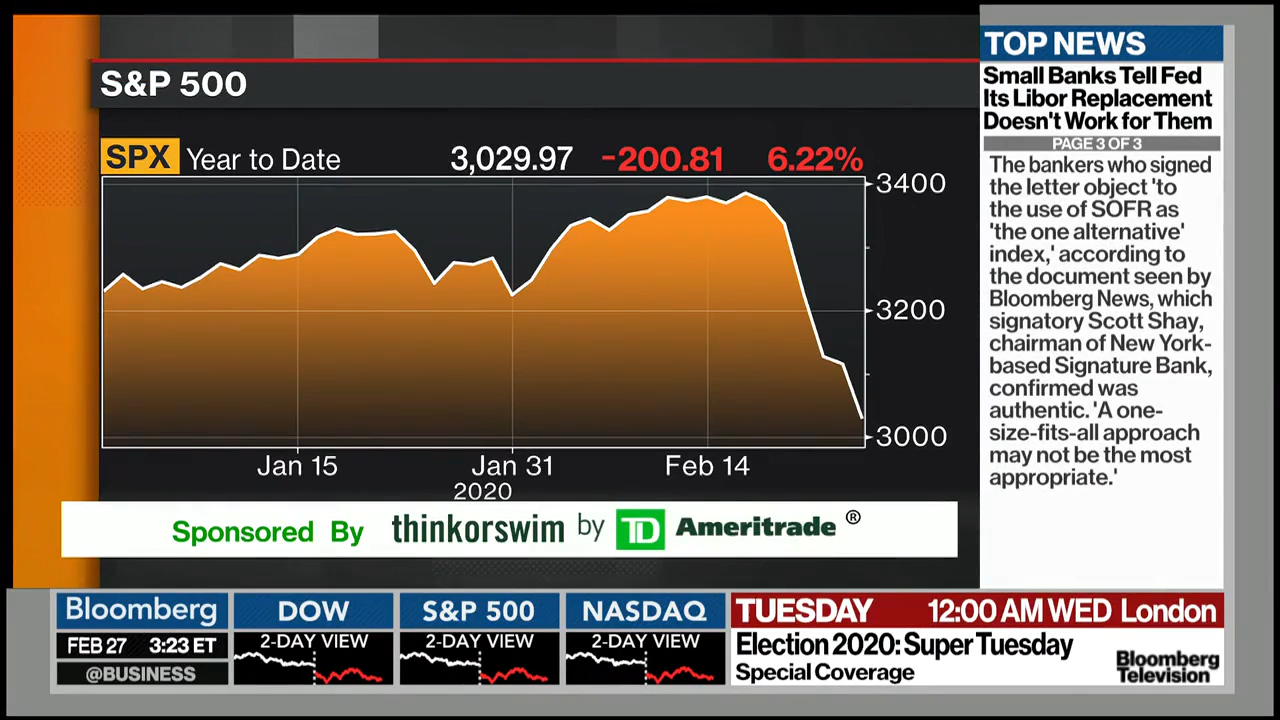 S&P 500
SPX Year to Date 3,029.97 -200.81 6.22%
3400
3200
3000
Jan 15 Jan 31 Feb 14
2020
Sponsored By thinkorswim by TD Ameritrade ®
TOP NEWS
Small Banks Tell Fed
Its Libor Replacement
Doesn't Work for Them
PAGE 3 OF 3
The bankers who signed
the letter object 'to
the use of SOFR as
'the one alternative'
index,' according to
the document seen by
Bloomberg News, which
signatory Scott Shay,
chairman of New York-
based Signature Bank,
confirmed was
authentic. 'A one-
size-fits-all approach
may not be the most
appropriate.'
Bloomberg
FEB 27 3:23 ET
@BUSINESS
DOW
2-DAY VIEW
S&P 500
2-DAY VIEW
NASDAQ
2-DAY VIEW
TUESDAY 12:00 AM WED London
Election 2020: Super Tuesday
Special Coverage
Bloomberg
Television